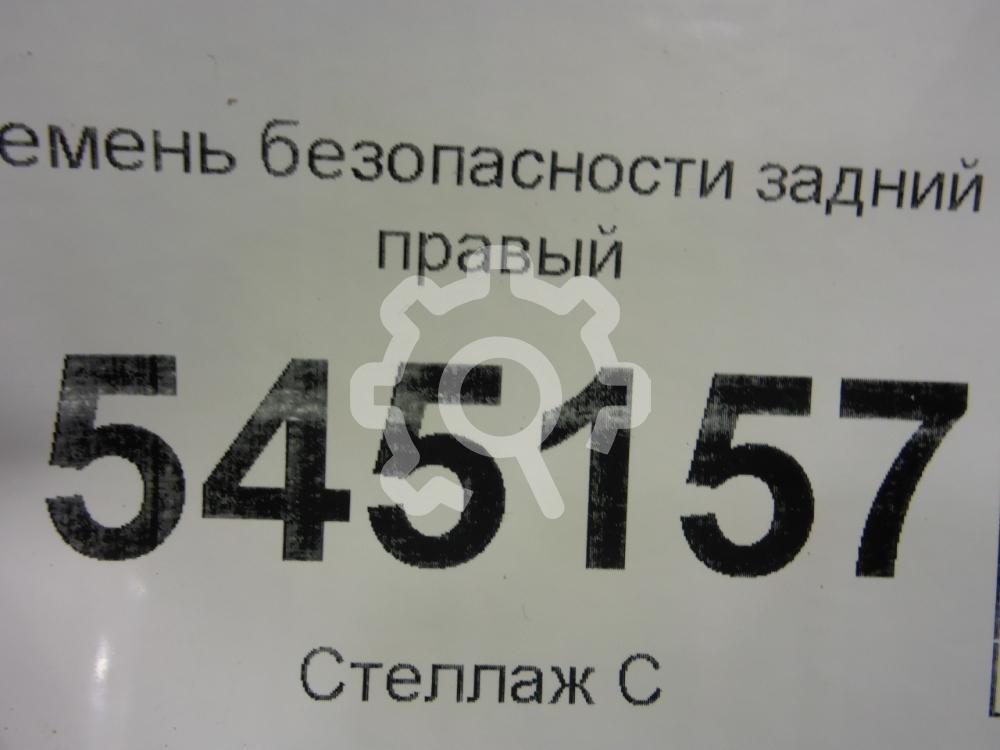 емень безопасности задний
правый
545157
Стеллаж С